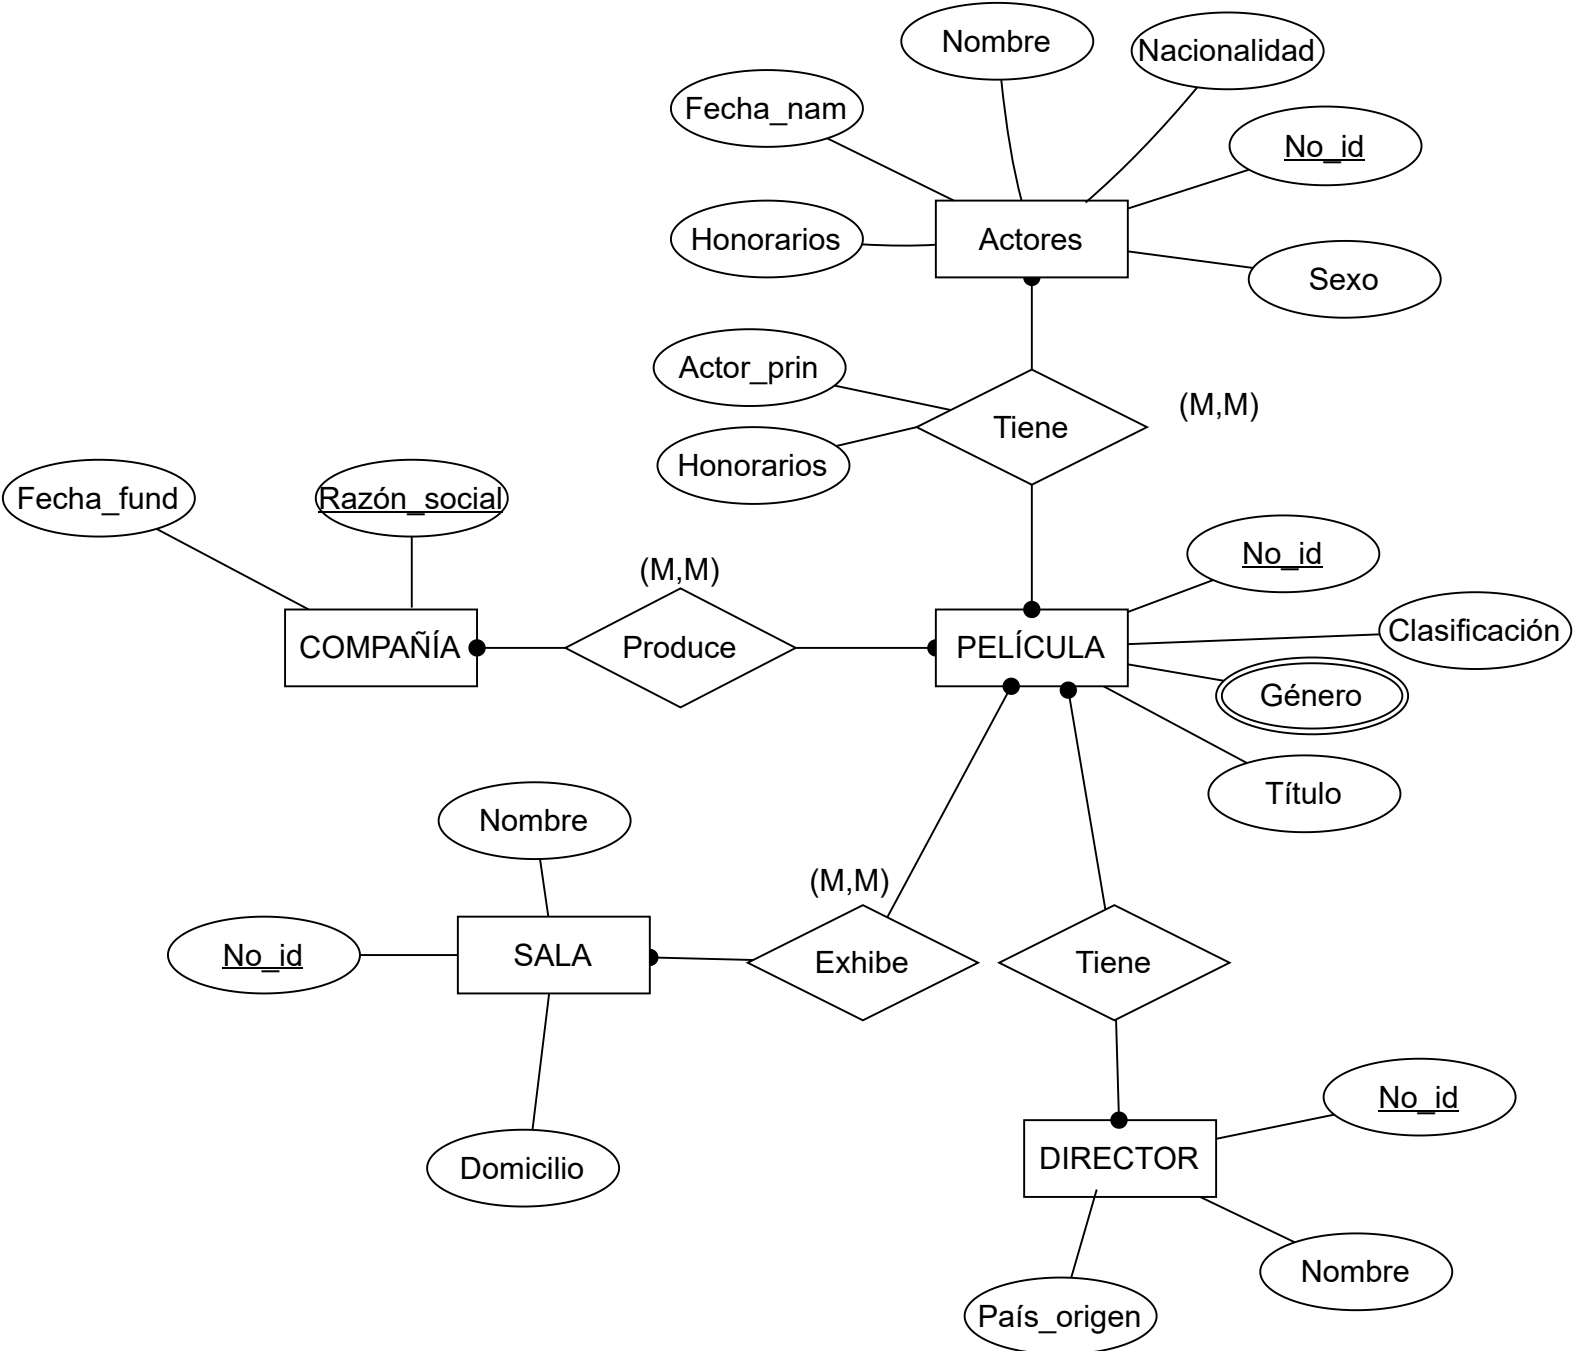 Nombre
Nacionalidad
Fecha_nam
No_id
Honorarios
Actores
Sexo
Actor_prin
(M,M)
Tiene
Honorarios
Fecha_fund
Razón_social
No_id
(M,M)
Clasificación
COMPAÑÍA
Produce
PELÍCULA
Género
Título
Nombre
(M,M)
No_id
SALA
Exhibe
Tiene
No_id
Domicilio
DIRECTOR
Nombre
País_origen